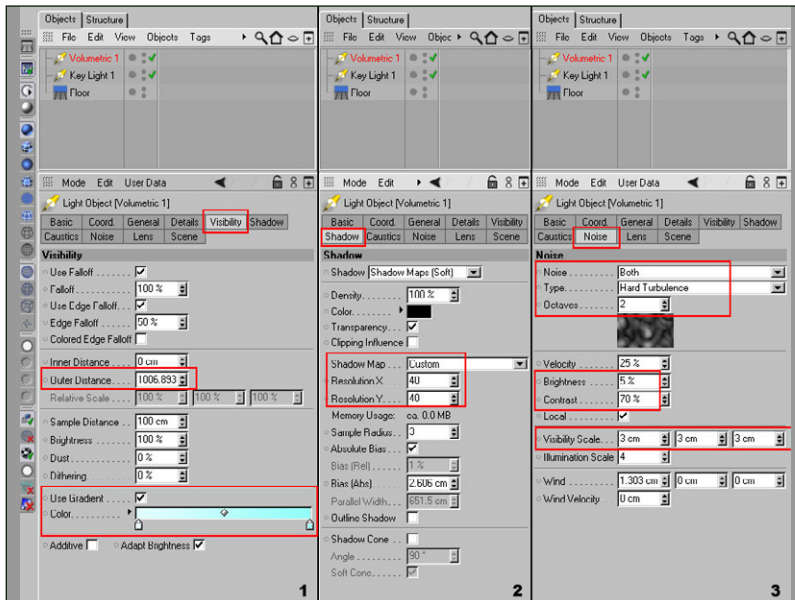 Objects Structure
File Edit View Objects Tags
Volumetric 1
Key Light 1
Floor
Mode Edit User Data
Light Object [Volumetric 1]
Basic Coord. General Details Visibility Shadow
Caustics Noise Lens Scene
Visibility
Use Falloff
Falloff 100 %
Use Edge Falloff
Edge Falloff 50 %
Colored Edge Falloff
Inner Distance 0 cm
Outer Distance 1006.893
Relative Scale 100 % 100 % 100 %
Sample Distance 100 cm
Brightness 100 %
Dust 0 %
Dithering 0 %
Use Gradient
Color
Additive Adapt Brightness
1
Objects Structure
File Edit View Objec
Volumetric 1
Key Light 1
Floor
Mode Edit
Light Object [Volumetric 1]
Basic Coord. General Details Visibility
Shadow Caustics Noise Lens Scene
Shadow
Shadow Shadow Maps (Soft)
Density 100 %
Color
Transparency
Clipping Influence
Shadow Map Custom
Resolution X 40
Resolution Y 40
Memory Usage: ca. 0.0 MB
Sample Radius 3
Absolute Bias
Bias (Rel) 1 %
Bias (Abs) 2.606 cm
Parallel Width 651.5 cm
Outline Shadow
Shadow Cone
Angle 90 °
Soft Cone
2
Objects Structure
File Edit View Objects Tags
Volumetric 1
Key Light 1
Floor
Mode Edit User Data
Light Object [Volumetric 1]
Basic Coord. General Details Visibility Shadow
Caustics Noise Lens Scene
Noise
Noise Both
Type Hard Turbulence
Octaves 2
Velocity 25 %
Brightness 5 %
Contrast 70 %
Local
Visibility Scale 3 cm 3 cm 3 cm
Illumination Scale 4
Wind 1.303 cm 0 cm 0 cm
Wind Velocity 0 cm
3